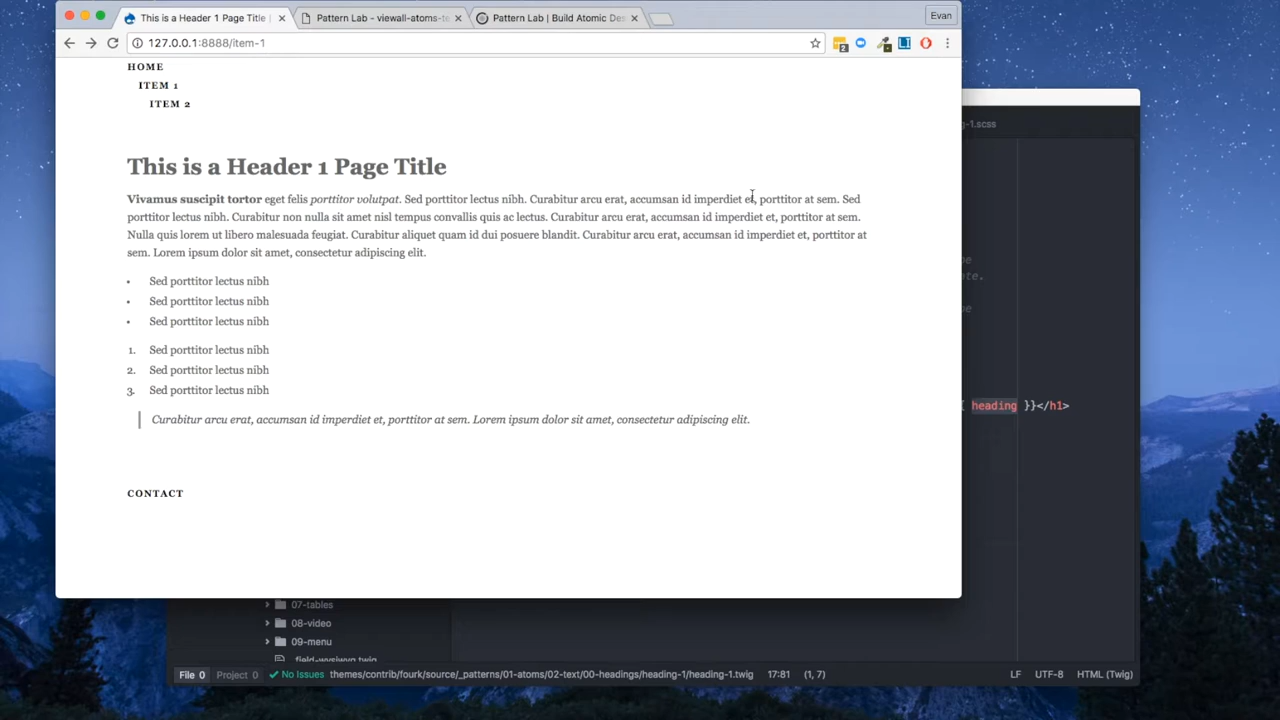 This is a Header 1 Page Title |
Pattern Lab - viewall-atoms-te
Pattern Lab | Build Atomic Des
Evan
127.0.0.1:8888/item-1
2
HOME
ITEM 1
ITEM 2
g-1.scss
This is a Header 1 Page Title
Vivamus suscipit tortor eget felis porttitor volutpat. Sed porttitor lectus nibh. Curabitur arcu erat, accumsan id imperdiet et, porttitor at sem. Sed
porttitor lectus nibh. Curabitur non nulla sit amet nisl tempus convallis quis ac lectus. Curabitur arcu erat, accumsan id imperdiet et, porttitor at sem.
Nulla quis lorem ut libero malesuada feugiat. Curabitur aliquet quam id dui posuere blandit. Curabitur arcu erat, accumsan id imperdiet et, porttitor at
sem. Lorem ipsum dolor sit amet, consectetur adipiscing elit.
• Sed porttitor lectus nibh
• Sed porttitor lectus nibh
• Sed porttitor lectus nibh
1. Sed porttitor lectus nibh
2. Sed porttitor lectus nibh
3. Sed porttitor lectus nibh
{ heading }}</h1>
Curabitur arcu erat, accumsan id imperdiet et, porttitor at sem. Lorem ipsum dolor sit amet, consectetur adipiscing elit.
CONTACT
07-tables
08-video
09-menu
field-wysiwyg.twig
File 0 Project 0 No Issues themes/contrib/fourk/source/_patterns/01-atoms/02-text/00-headings/heading-1/heading-1.twig 17:81 (1, 7) LF UTF-8 HTML (Twig)